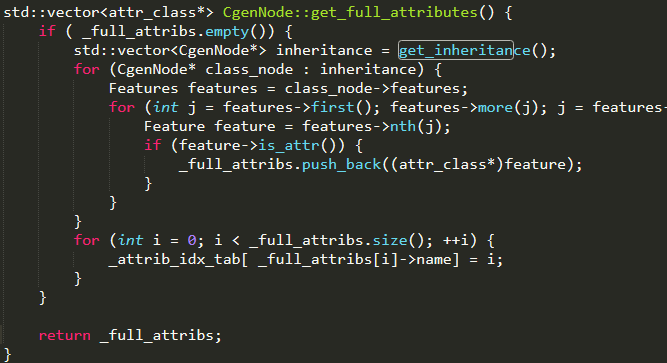 std::vector<attr_class*> CgenNode::get_full_attributes() {
    if ( _full_attribs.empty()) {
        std::vector<CgenNode*> inheritance = get_inheritance();
        for (CgenNode* class_node : inheritance) {
            Features features = class_node->features;
            for (int j = features->first(); features->more(j); j = features-
                Feature feature = features->nth(j);
                if (feature->is_attr()) {
                    _full_attribs.push_back((attr_class*)feature);
                }
            }
        }
        for (int i = 0; i < _full_attribs.size(); ++i) {
            _attrib_idx_tab[ _full_attribs[i]->name] = i;
        }
    }

    return _full_attribs;
}